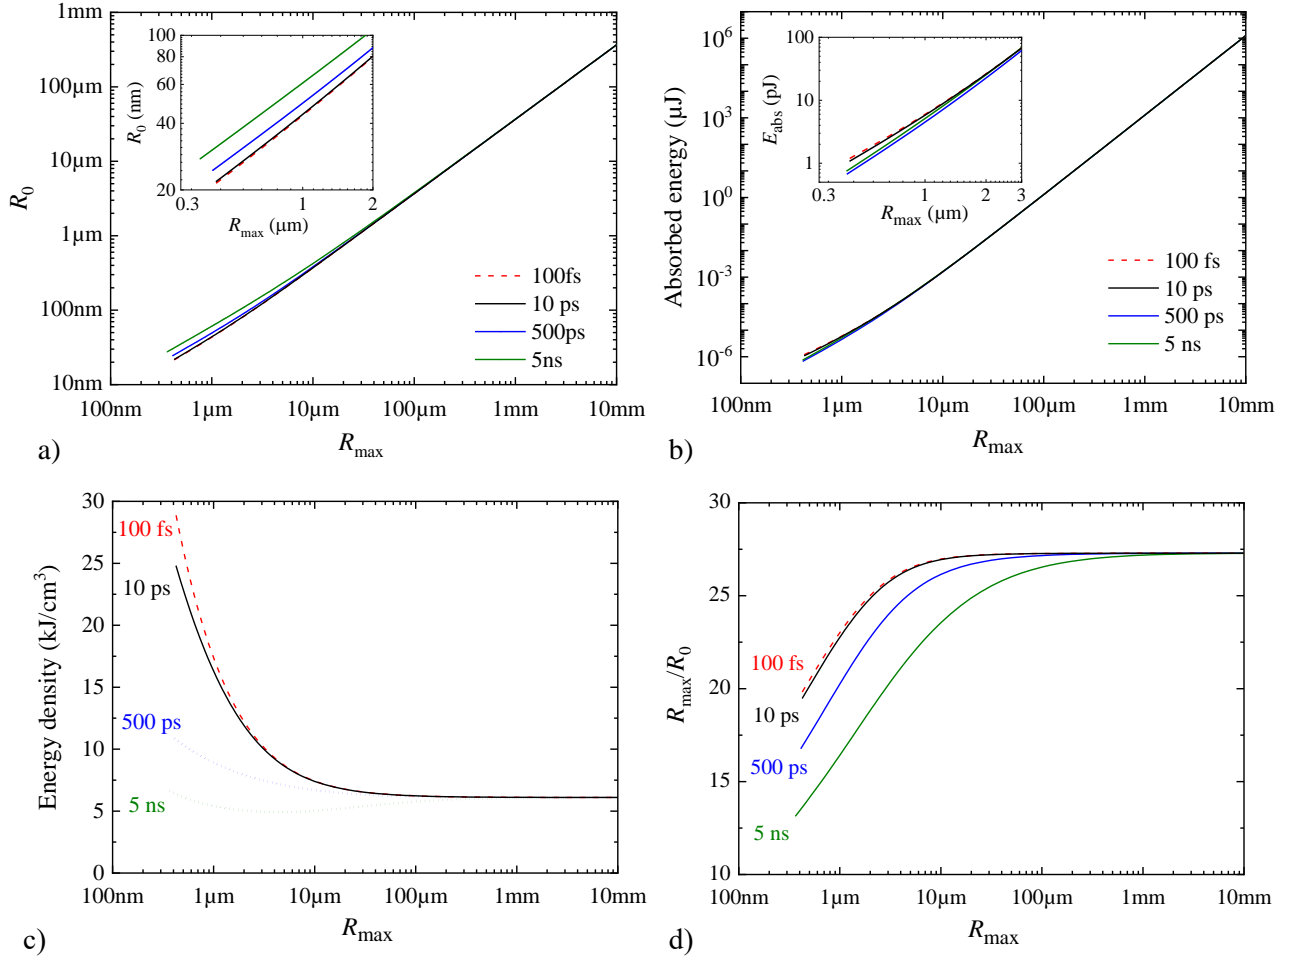 1mm
100µm
10µm
1µm
100nm
10nm
R0
100
80
60
40
20
R0 (nm)
0.3
1
2
Rmax (µm)
100fs
10 ps
500ps
5ns
100nm
1µm
10µm
100µm
1mm
10mm
Rmax
a)
10^6
10^3
10^0
10^-3
10^-6
Absorbed energy (µJ)
100
10
1
Eabs (pJ)
0.3
1
2
3
Rmax (µm)
100 fs
10 ps
500 ps
5 ns
100nm
1µm
10µm
100µm
1mm
10mm
Rmax
b)
30
25
20
15
10
5
0
Energy density (kJ/cm^3)
100 fs
10 ps
500 ps
5 ns
100nm
1µm
10µm
100µm
1mm
10mm
Rmax
c)
30
25
20
15
10
Rmax/R0
100 fs
10 ps
500 ps
5 ns
100nm
1µm
10µm
100µm
1mm
10mm
Rmax
d)